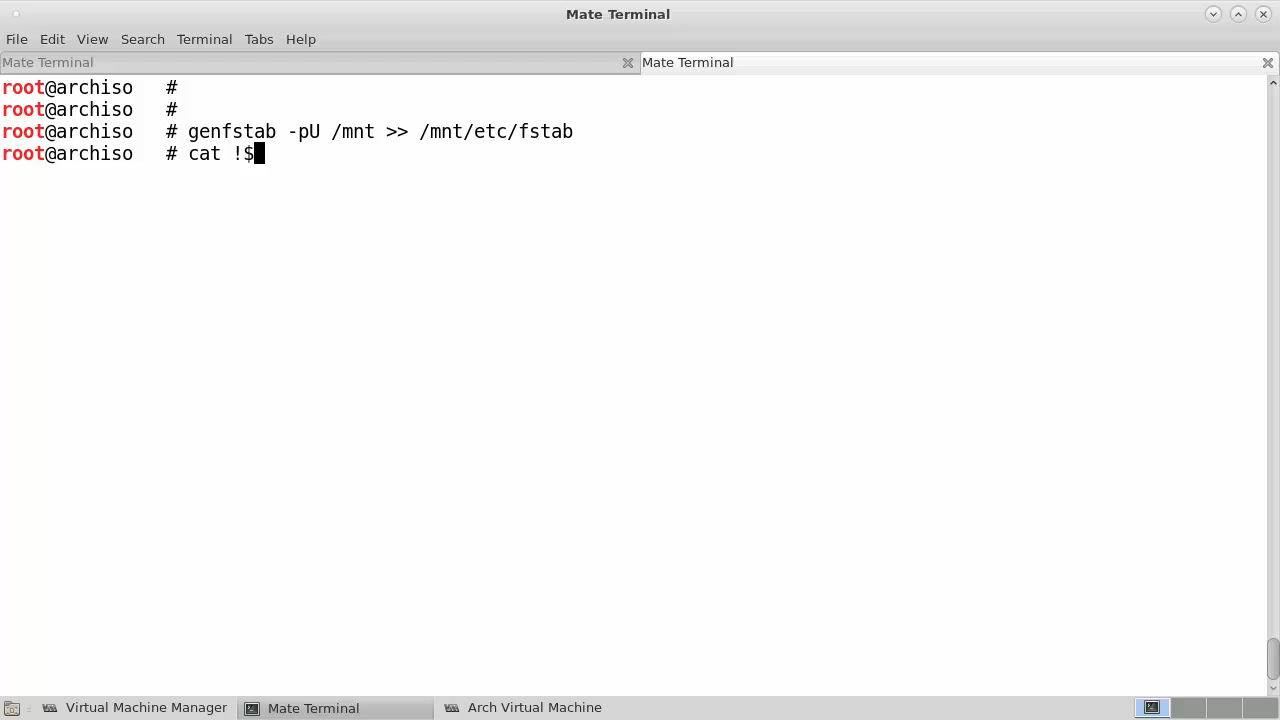 Mate Terminal
File Edit View Search Terminal Tabs Help
Mate Terminal Mate Terminal
root@archiso   #
root@archiso   #
root@archiso   # genfstab -pU /mnt >> /mnt/etc/fstab
root@archiso   # cat !$
Virtual Machine Manager Mate Terminal Arch Virtual Machine